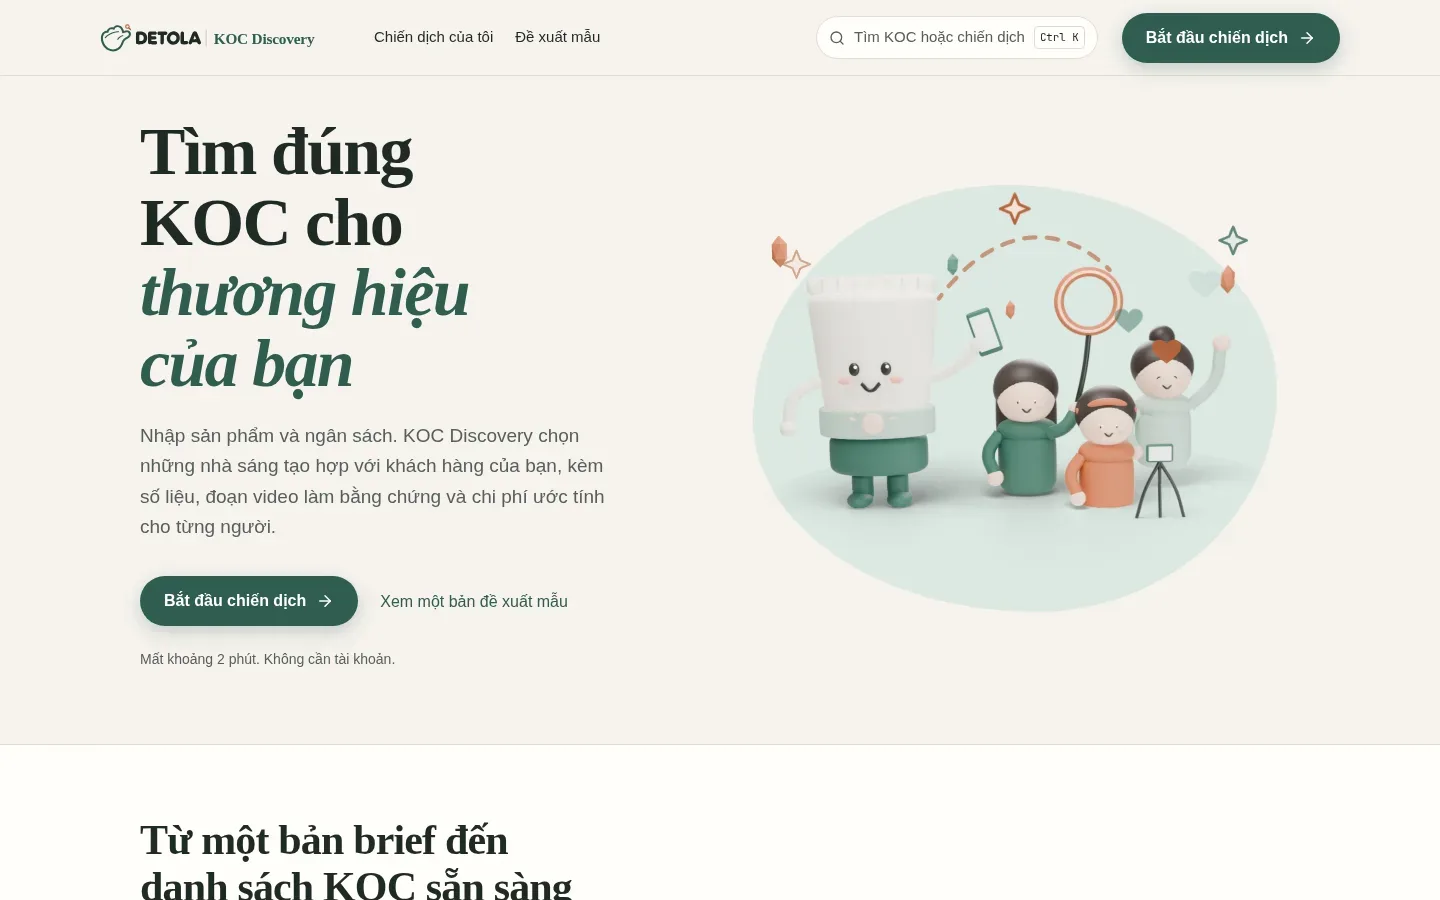 DETOLA KOC Discovery
Chiến dịch của tôi
Đề xuất mẫu
Tìm KOC hoặc chiến dịch
Ctrl K
Bắt đầu chiến dịch
Tìm đúng
KOC cho
thương hiệu
của bạn
Nhập sản phẩm và ngân sách. KOC Discovery chọn
những nhà sáng tạo hợp với khách hàng của bạn, kèm
số liệu, đoạn video làm bằng chứng và chi phí ước tính
cho từng người.
Bắt đầu chiến dịch
Xem một bản đề xuất mẫu
Mất khoảng 2 phút. Không cần tài khoản.
Từ một bản brief đến
danh sách KOC sẵn sàng